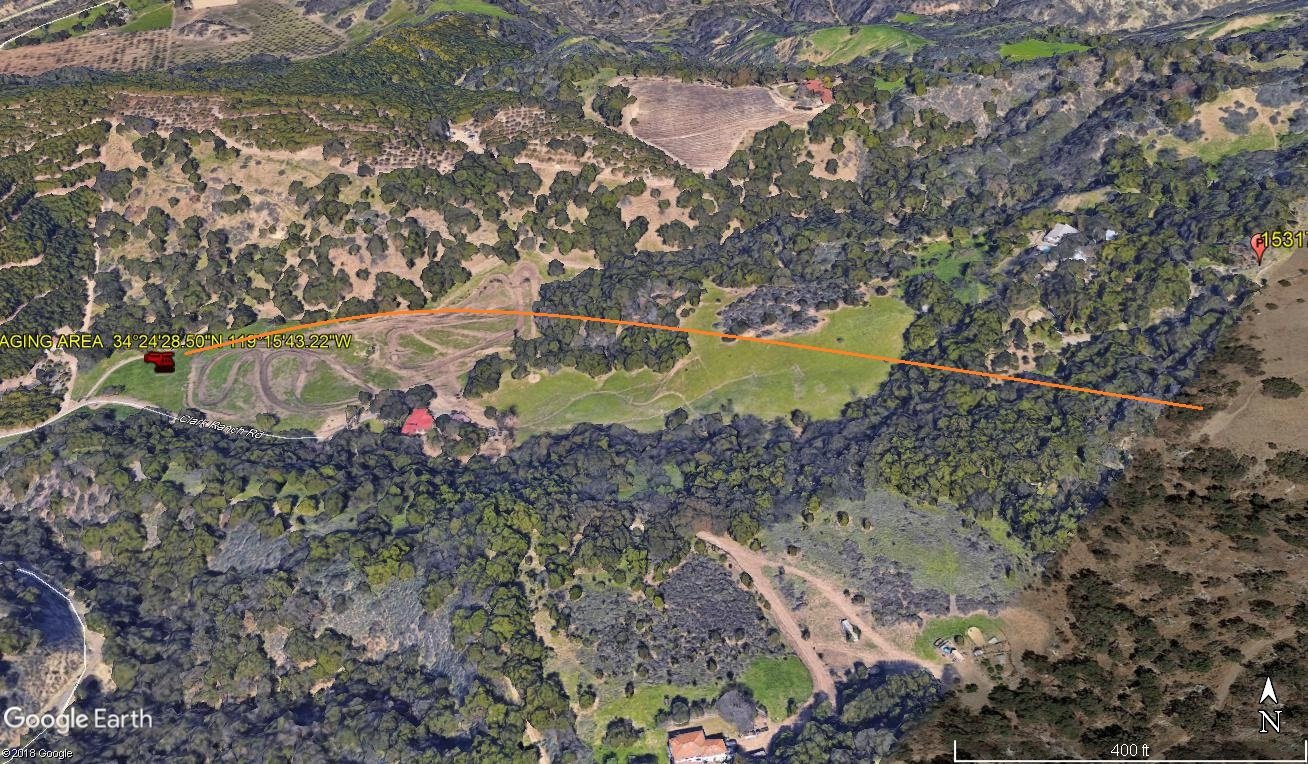 15317
AGING AREA 34°24'28.50"N 119°15'43.22"W
Clark Ranch Rd
Google Earth
© 2018 Google
N
400 ft